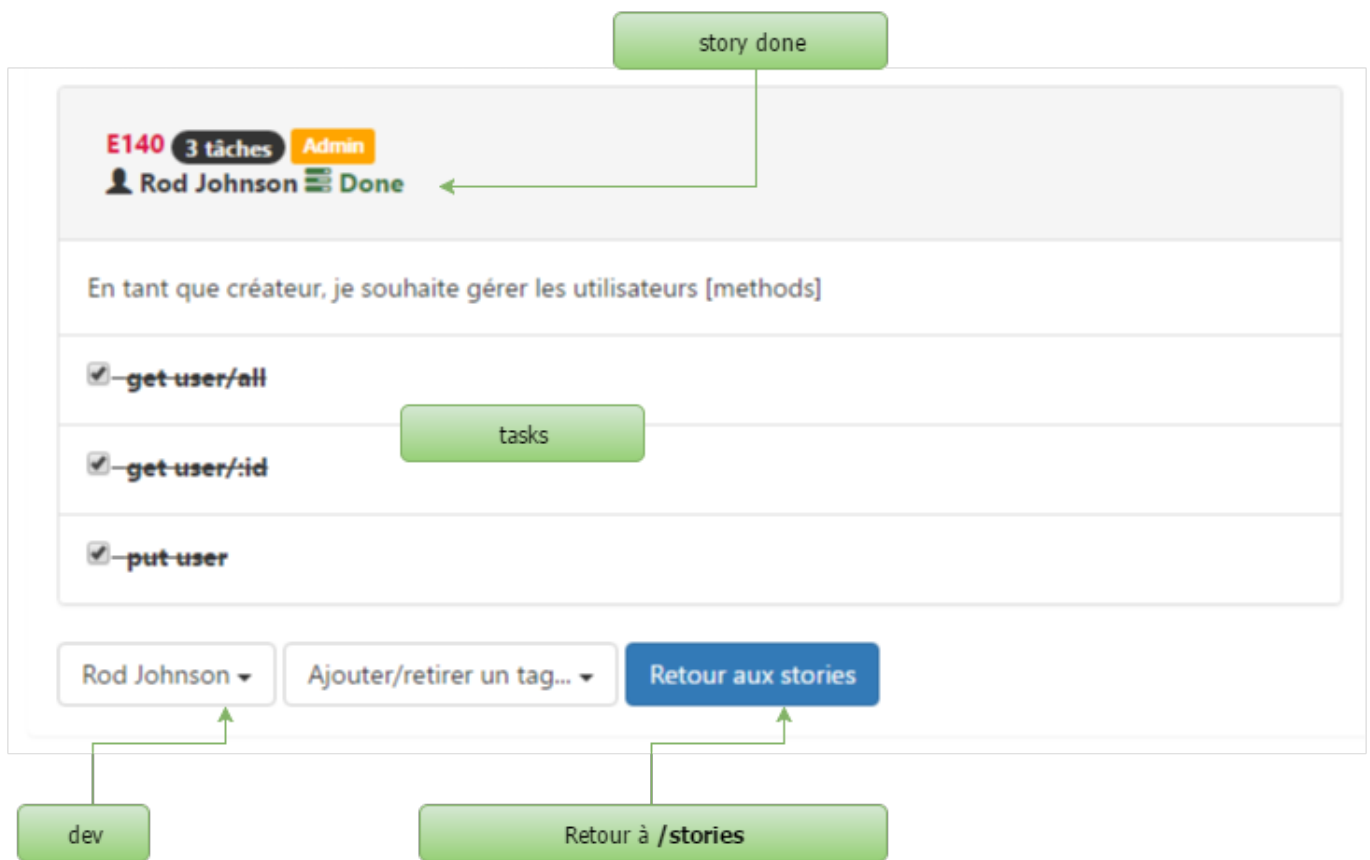 story done
E140 3 tâches Admin
Rod Johnson Done
En tant que créateur, je souhaite gérer les utilisateurs [methods]
get user/all
tasks
get user/:id
put user
Rod Johnson Ajouter/retirer un tag... Retour aux stories
dev Retour à /stories